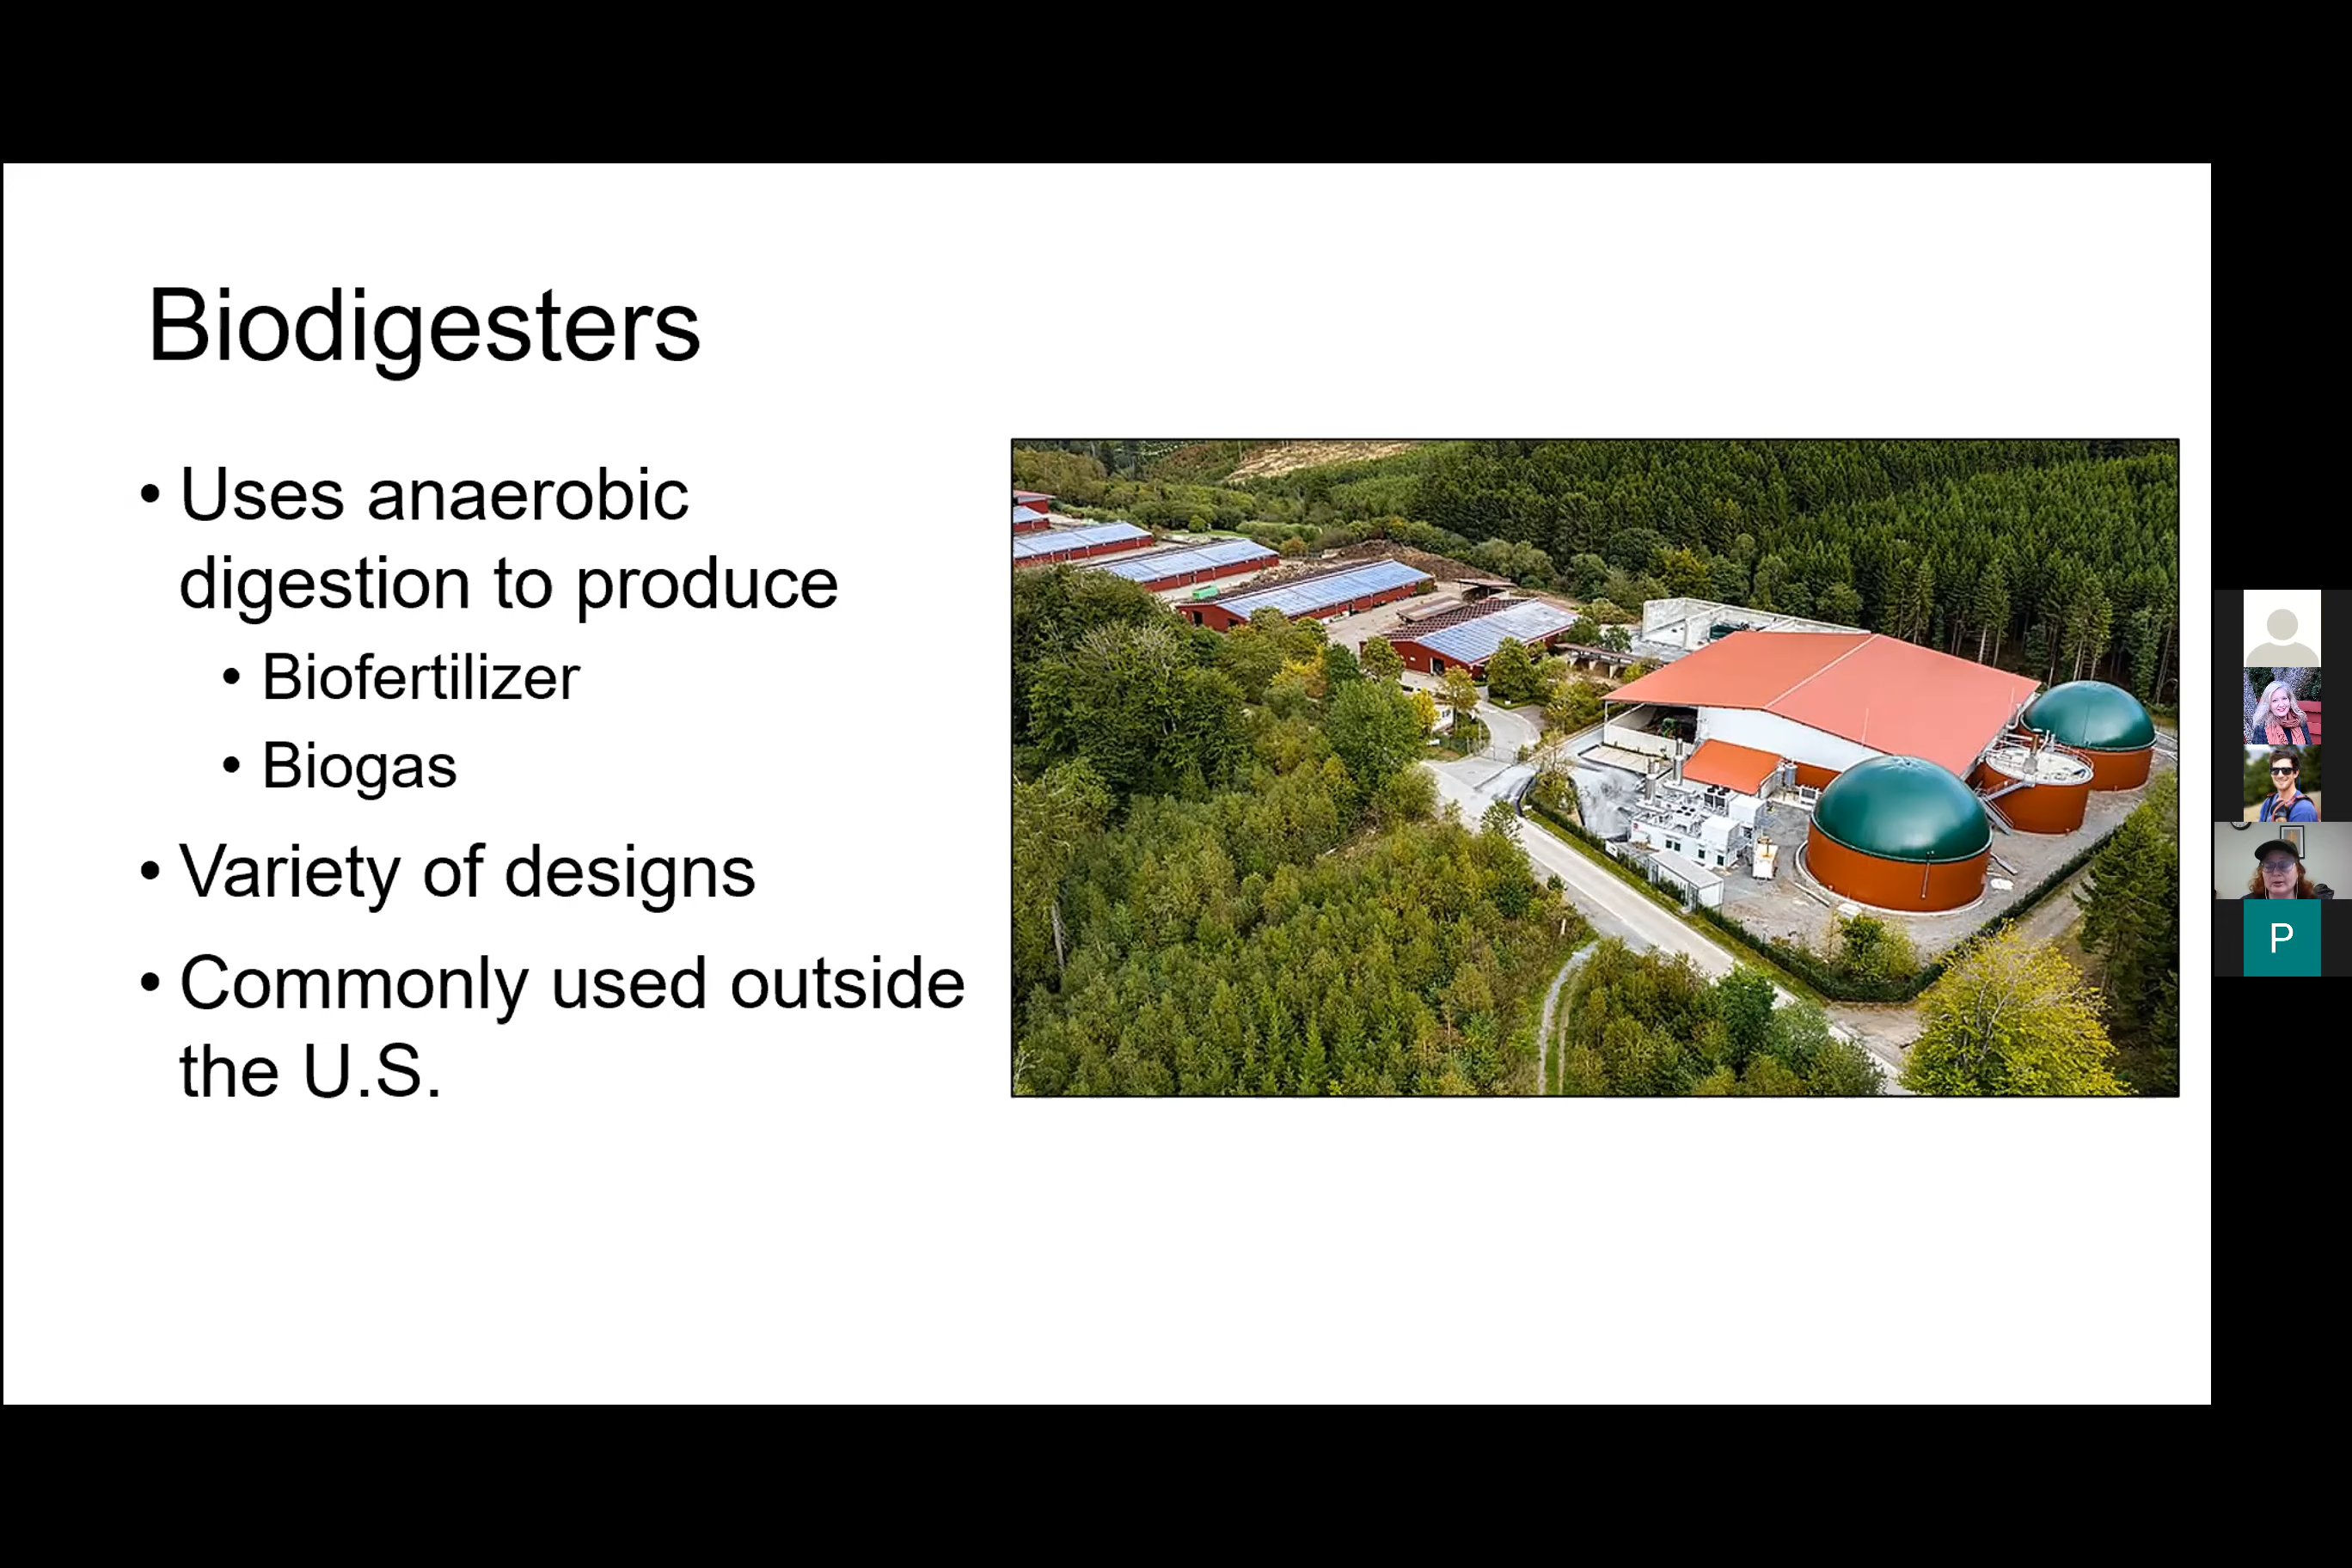 Biodigesters
• Uses anaerobic
digestion to produce
• Biofertilizer
• Biogas
• Variety of designs
• Commonly used outside
the U.S.
P